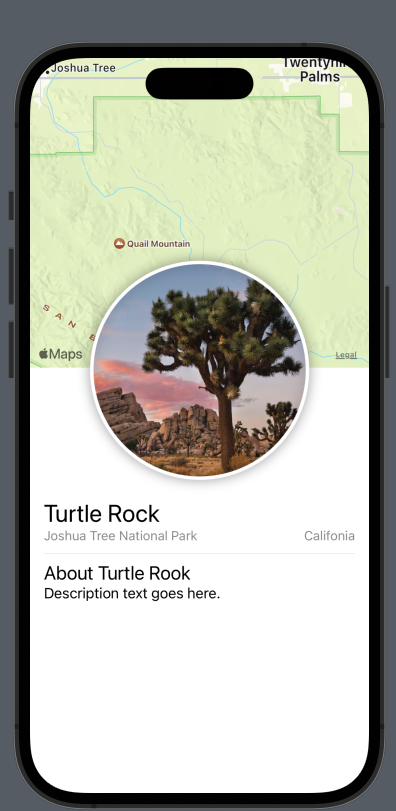 Joshua Tree
Palms
Quail Mountain
SAN B
Maps
Legal
Turtle Rock
Joshua Tree National Park
Califonia
About Turtle Rook
Description text goes here.